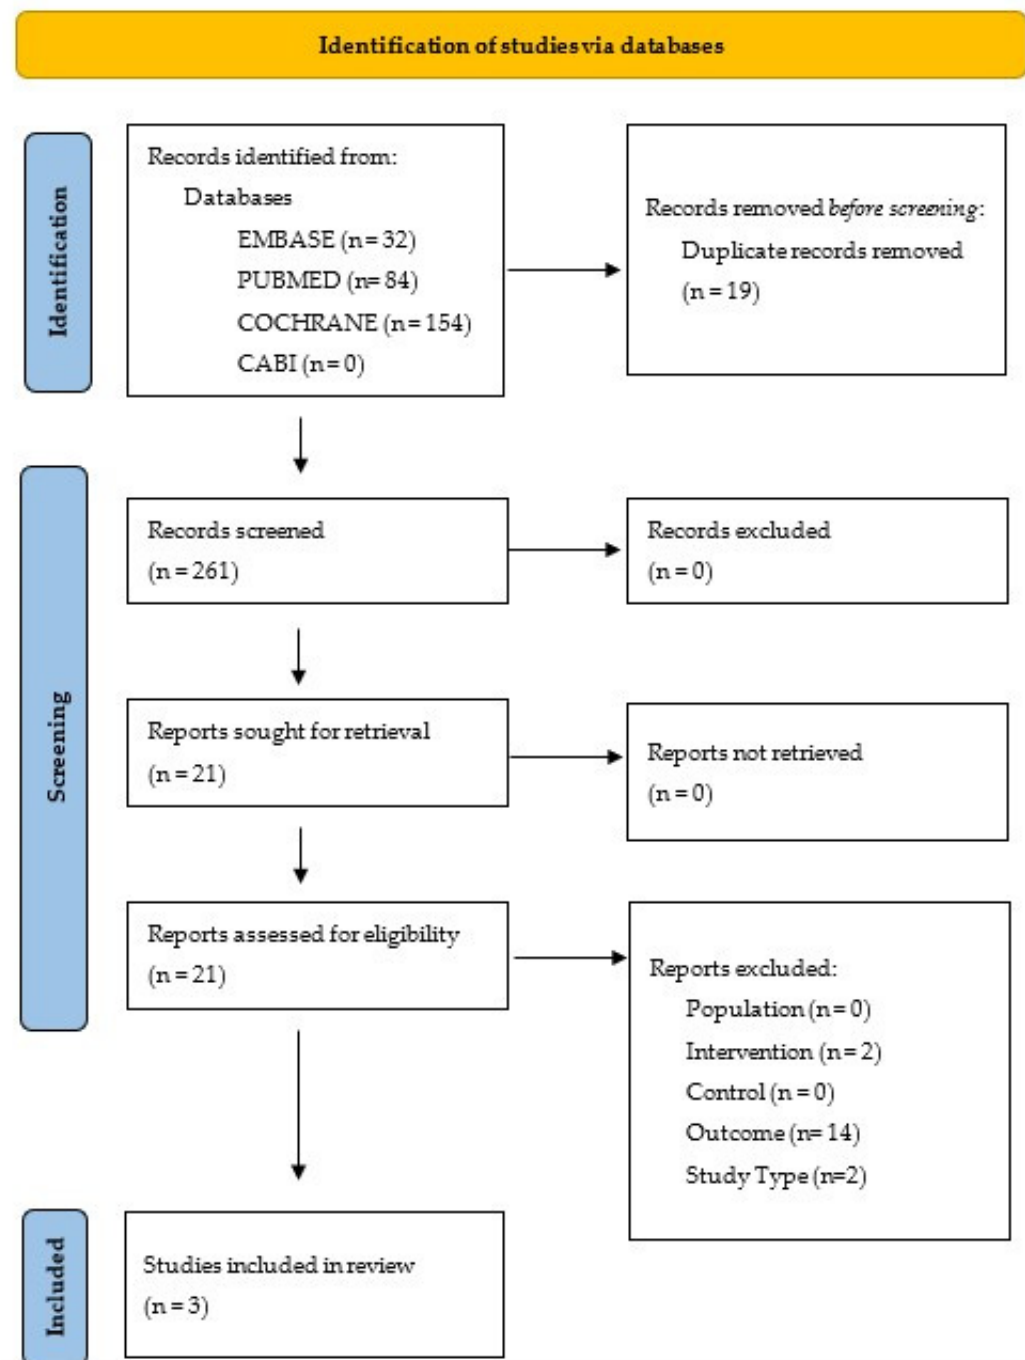 Identification of studies via databases
Identification
Records identified from:
Databases
EMBASE (n = 32)
PUBMED (n= 84)
COCHRANE (n = 154)
CABI (n = 0)
Records removed before screening:
Duplicate records removed
(n = 19)
Screening
Records screened
(n = 261)
Records excluded
(n = 0)
Reports sought for retrieval
(n = 21)
Reports not retrieved
(n = 0)
Reports assessed for eligibility
(n = 21)
Reports excluded:
Population (n = 0)
Intervention (n = 2)
Control (n = 0)
Outcome (n= 14)
Study Type (n=2)
Included
Studies included in review
(n = 3)